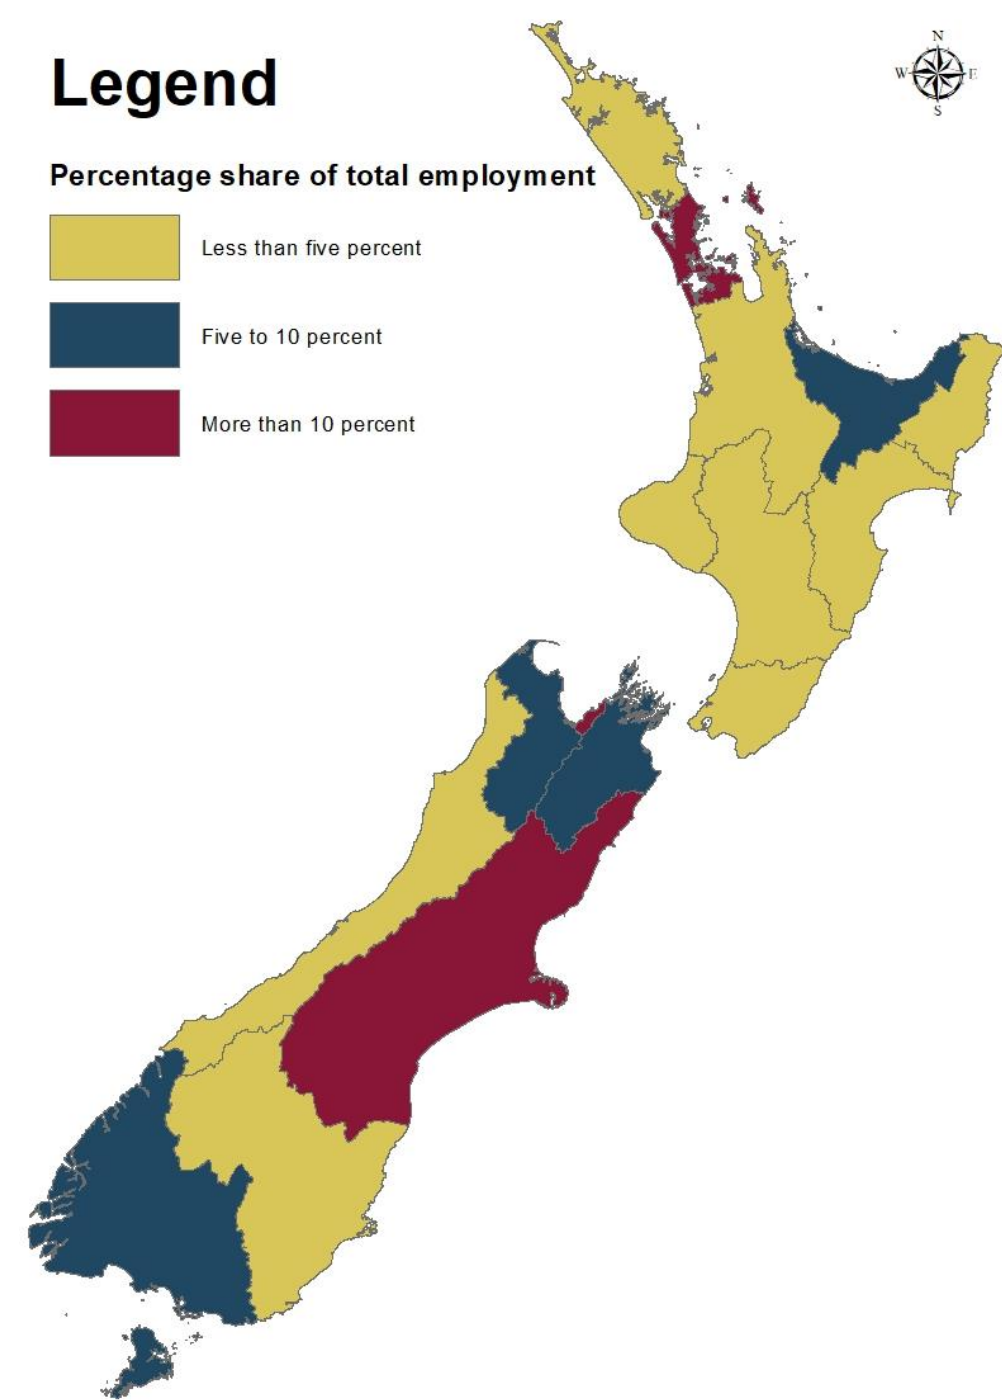 Legend
Percentage share of total employment
Less than five percent
Five to 10 percent
More than 10 percent
N
W E
S